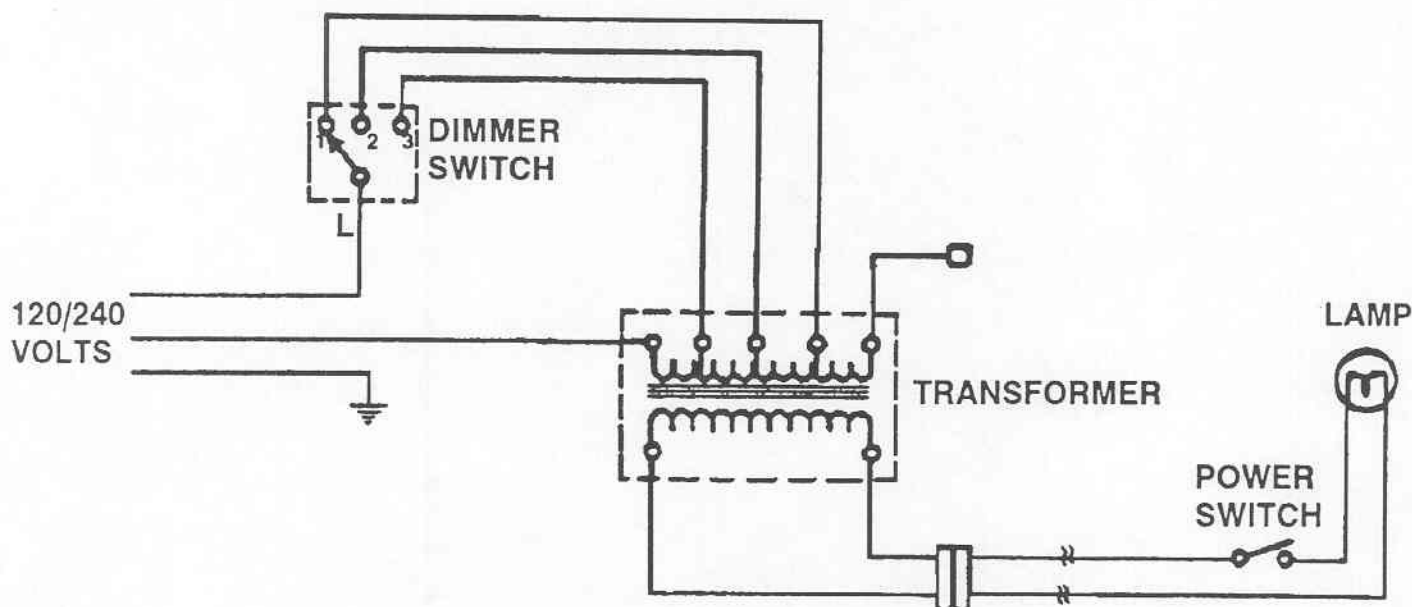 1 2 3
DIMMER
SWITCH
L
120/240
VOLTS
LAMP
TRANSFORMER
POWER
SWITCH